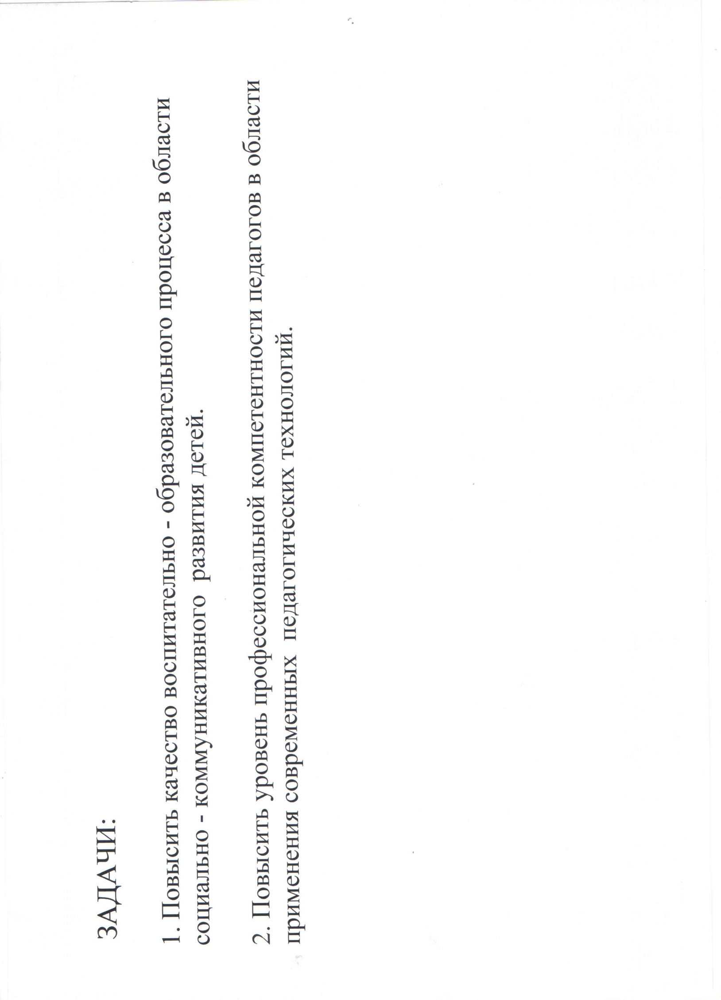 ЗАДАЧИ:
1. Повысить качество воспитательно - образовательного процесса в области
социально - коммуникативного развития детей.
2. Повысить уровень профессиональной компетентности педагогов в области
применения современных педагогических технологий.